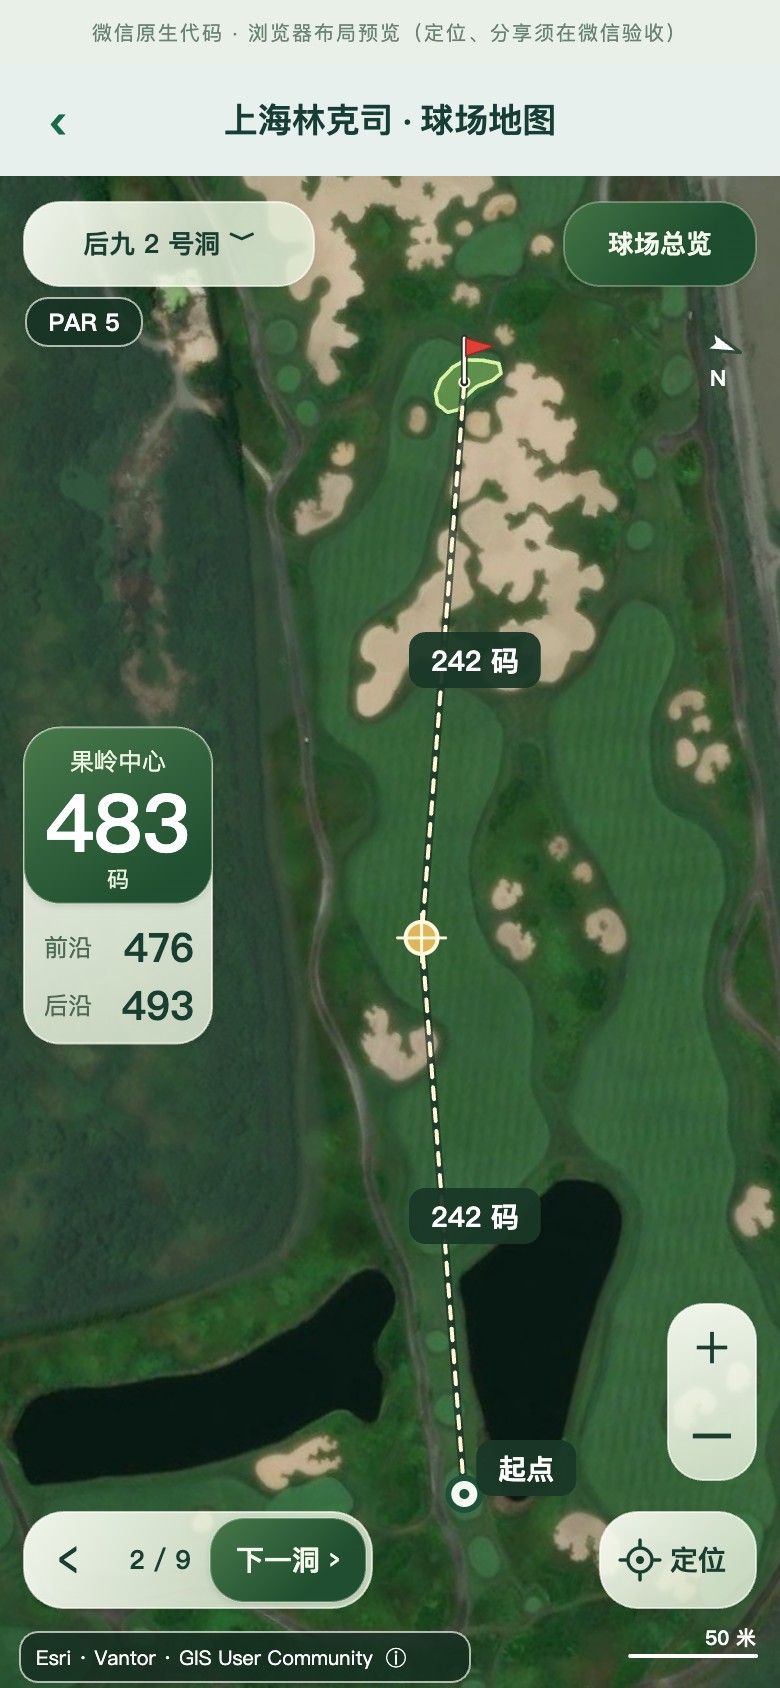 微信原生代码 · 浏览器布局预览（定位、分享须在微信验收）
‹ 上海林克司 · 球场地图
后九 2 号洞
球场总览
PAR 5
N
242 码
果岭中心
483
码
前沿 476
后沿 493
242 码
+
−
起点
< 2 / 9 下一洞 ›
定位
50 米
Esri · Vantor · GIS User Community ⓘ